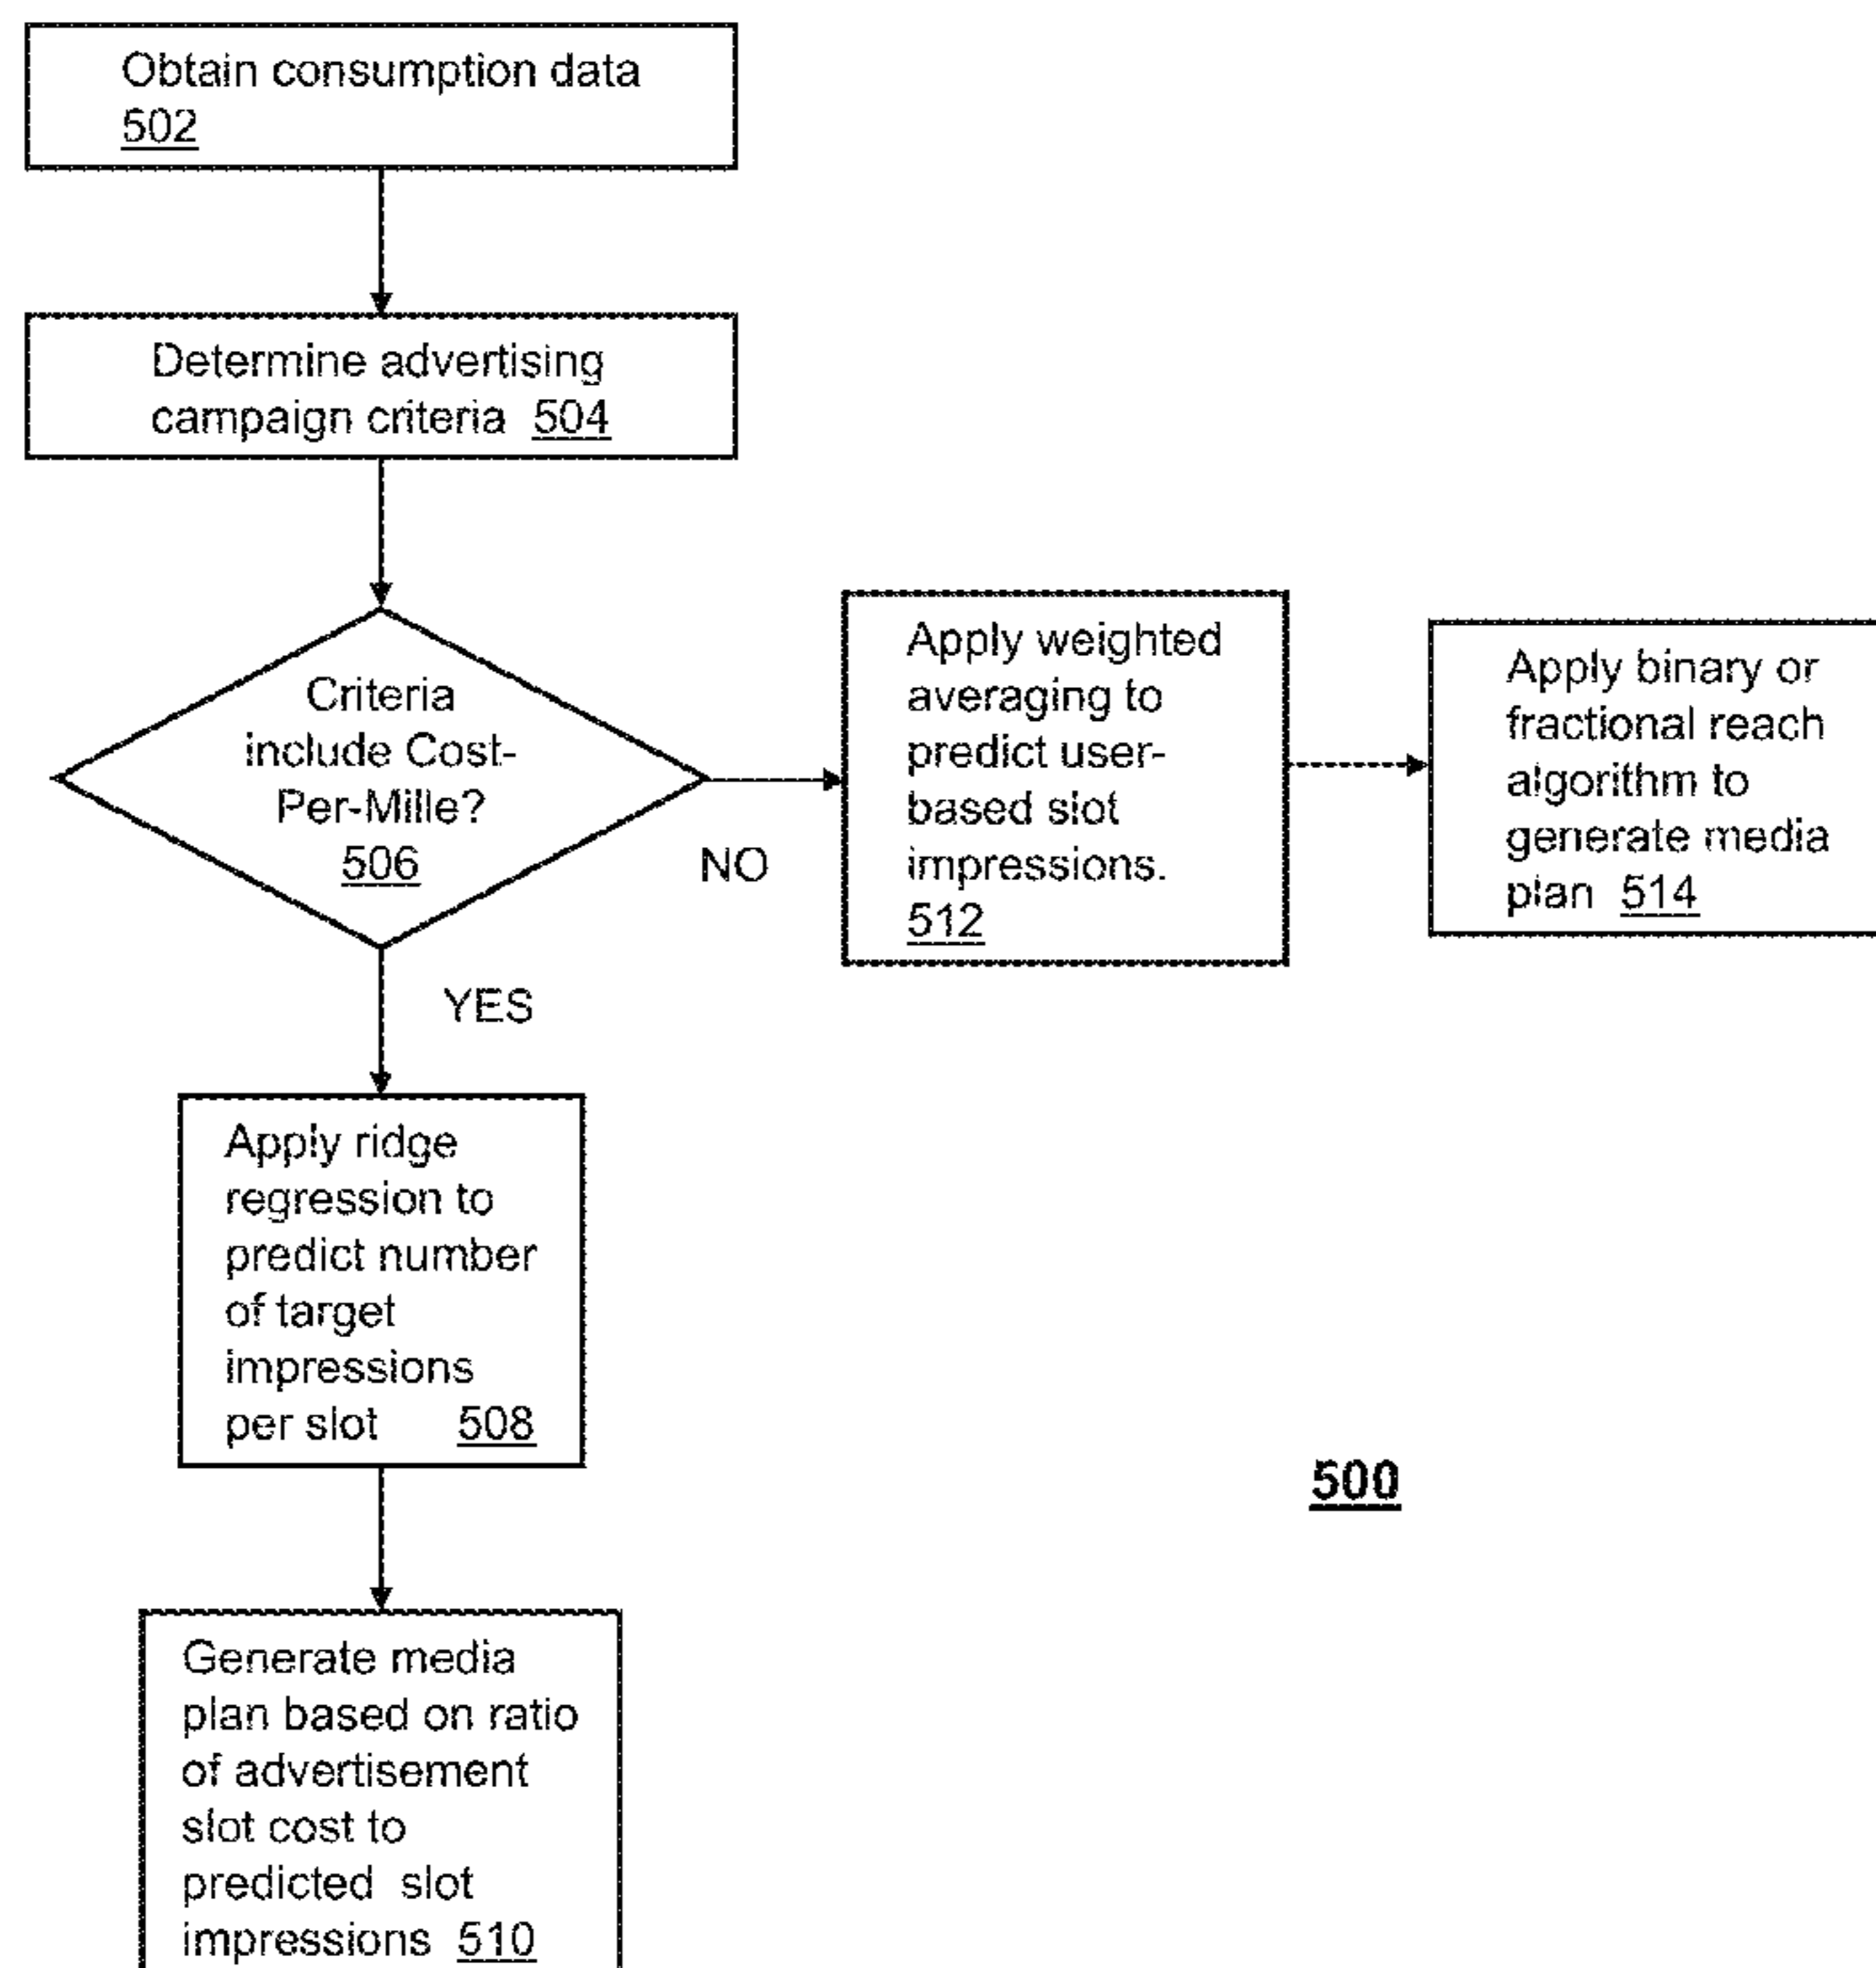 Obtain consumption data
502
Determine advertising
campaign criteria 504
Criteria
include Cost-
Per-Mille?
506
NO
YES
Apply weighted
averaging to
predict user-
based slot
impressions.
512
Apply binary or
fractional reach
algorithm to
generate media
plan 514
Apply ridge
regression to
predict number
of target
impressions
per slot 508
500
Generate media
plan based on ratio
of advertisement
slot cost to
predicted slot
impressions 510